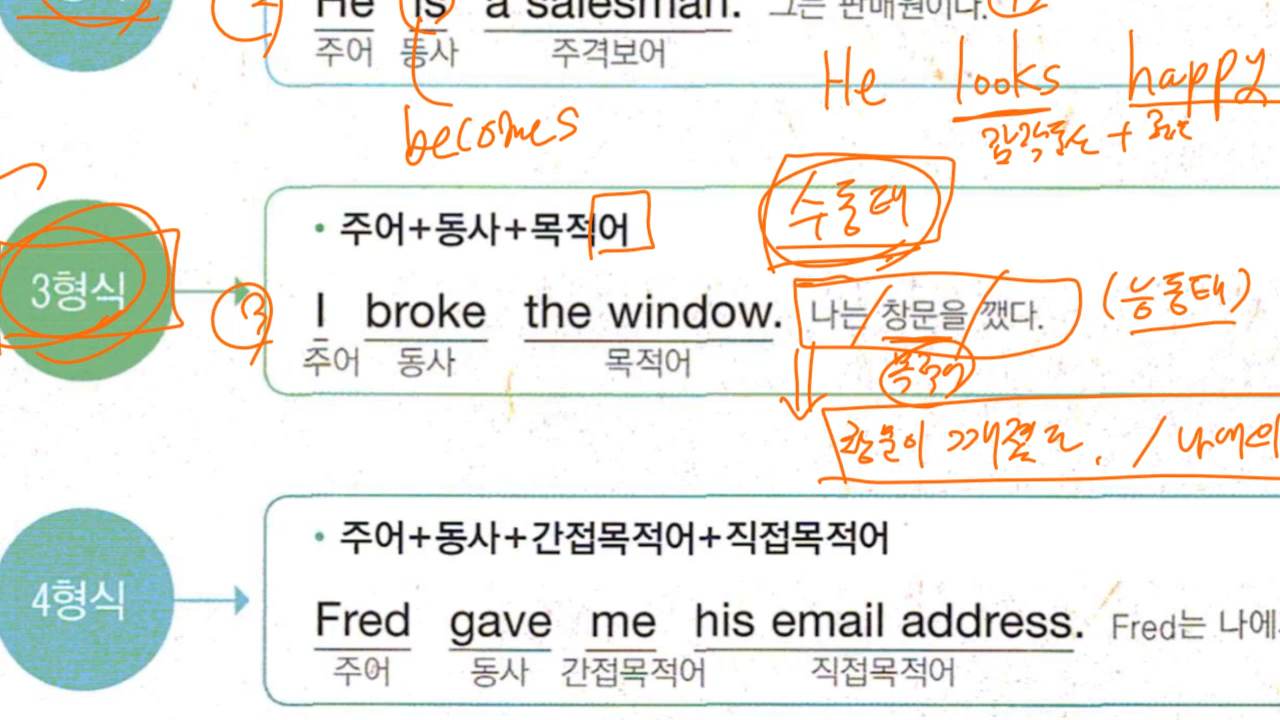 He is a salesman. 그는 판매원이다.
주어 동사 주격보어
He looks happy
becomes
감각동사 +
수동태
3형식
• 주어+동사+목적어
③ I broke the window. 나는 / 창문을 / 깼다. (능동태)
주어 동사 목적어
목적어
창문이 깨졌다. / 나에의
4형식
• 주어+동사+간접목적어+직접목적어
Fred gave me his email address. Fred는 나에
주어 동사 간접목적어 직접목적어